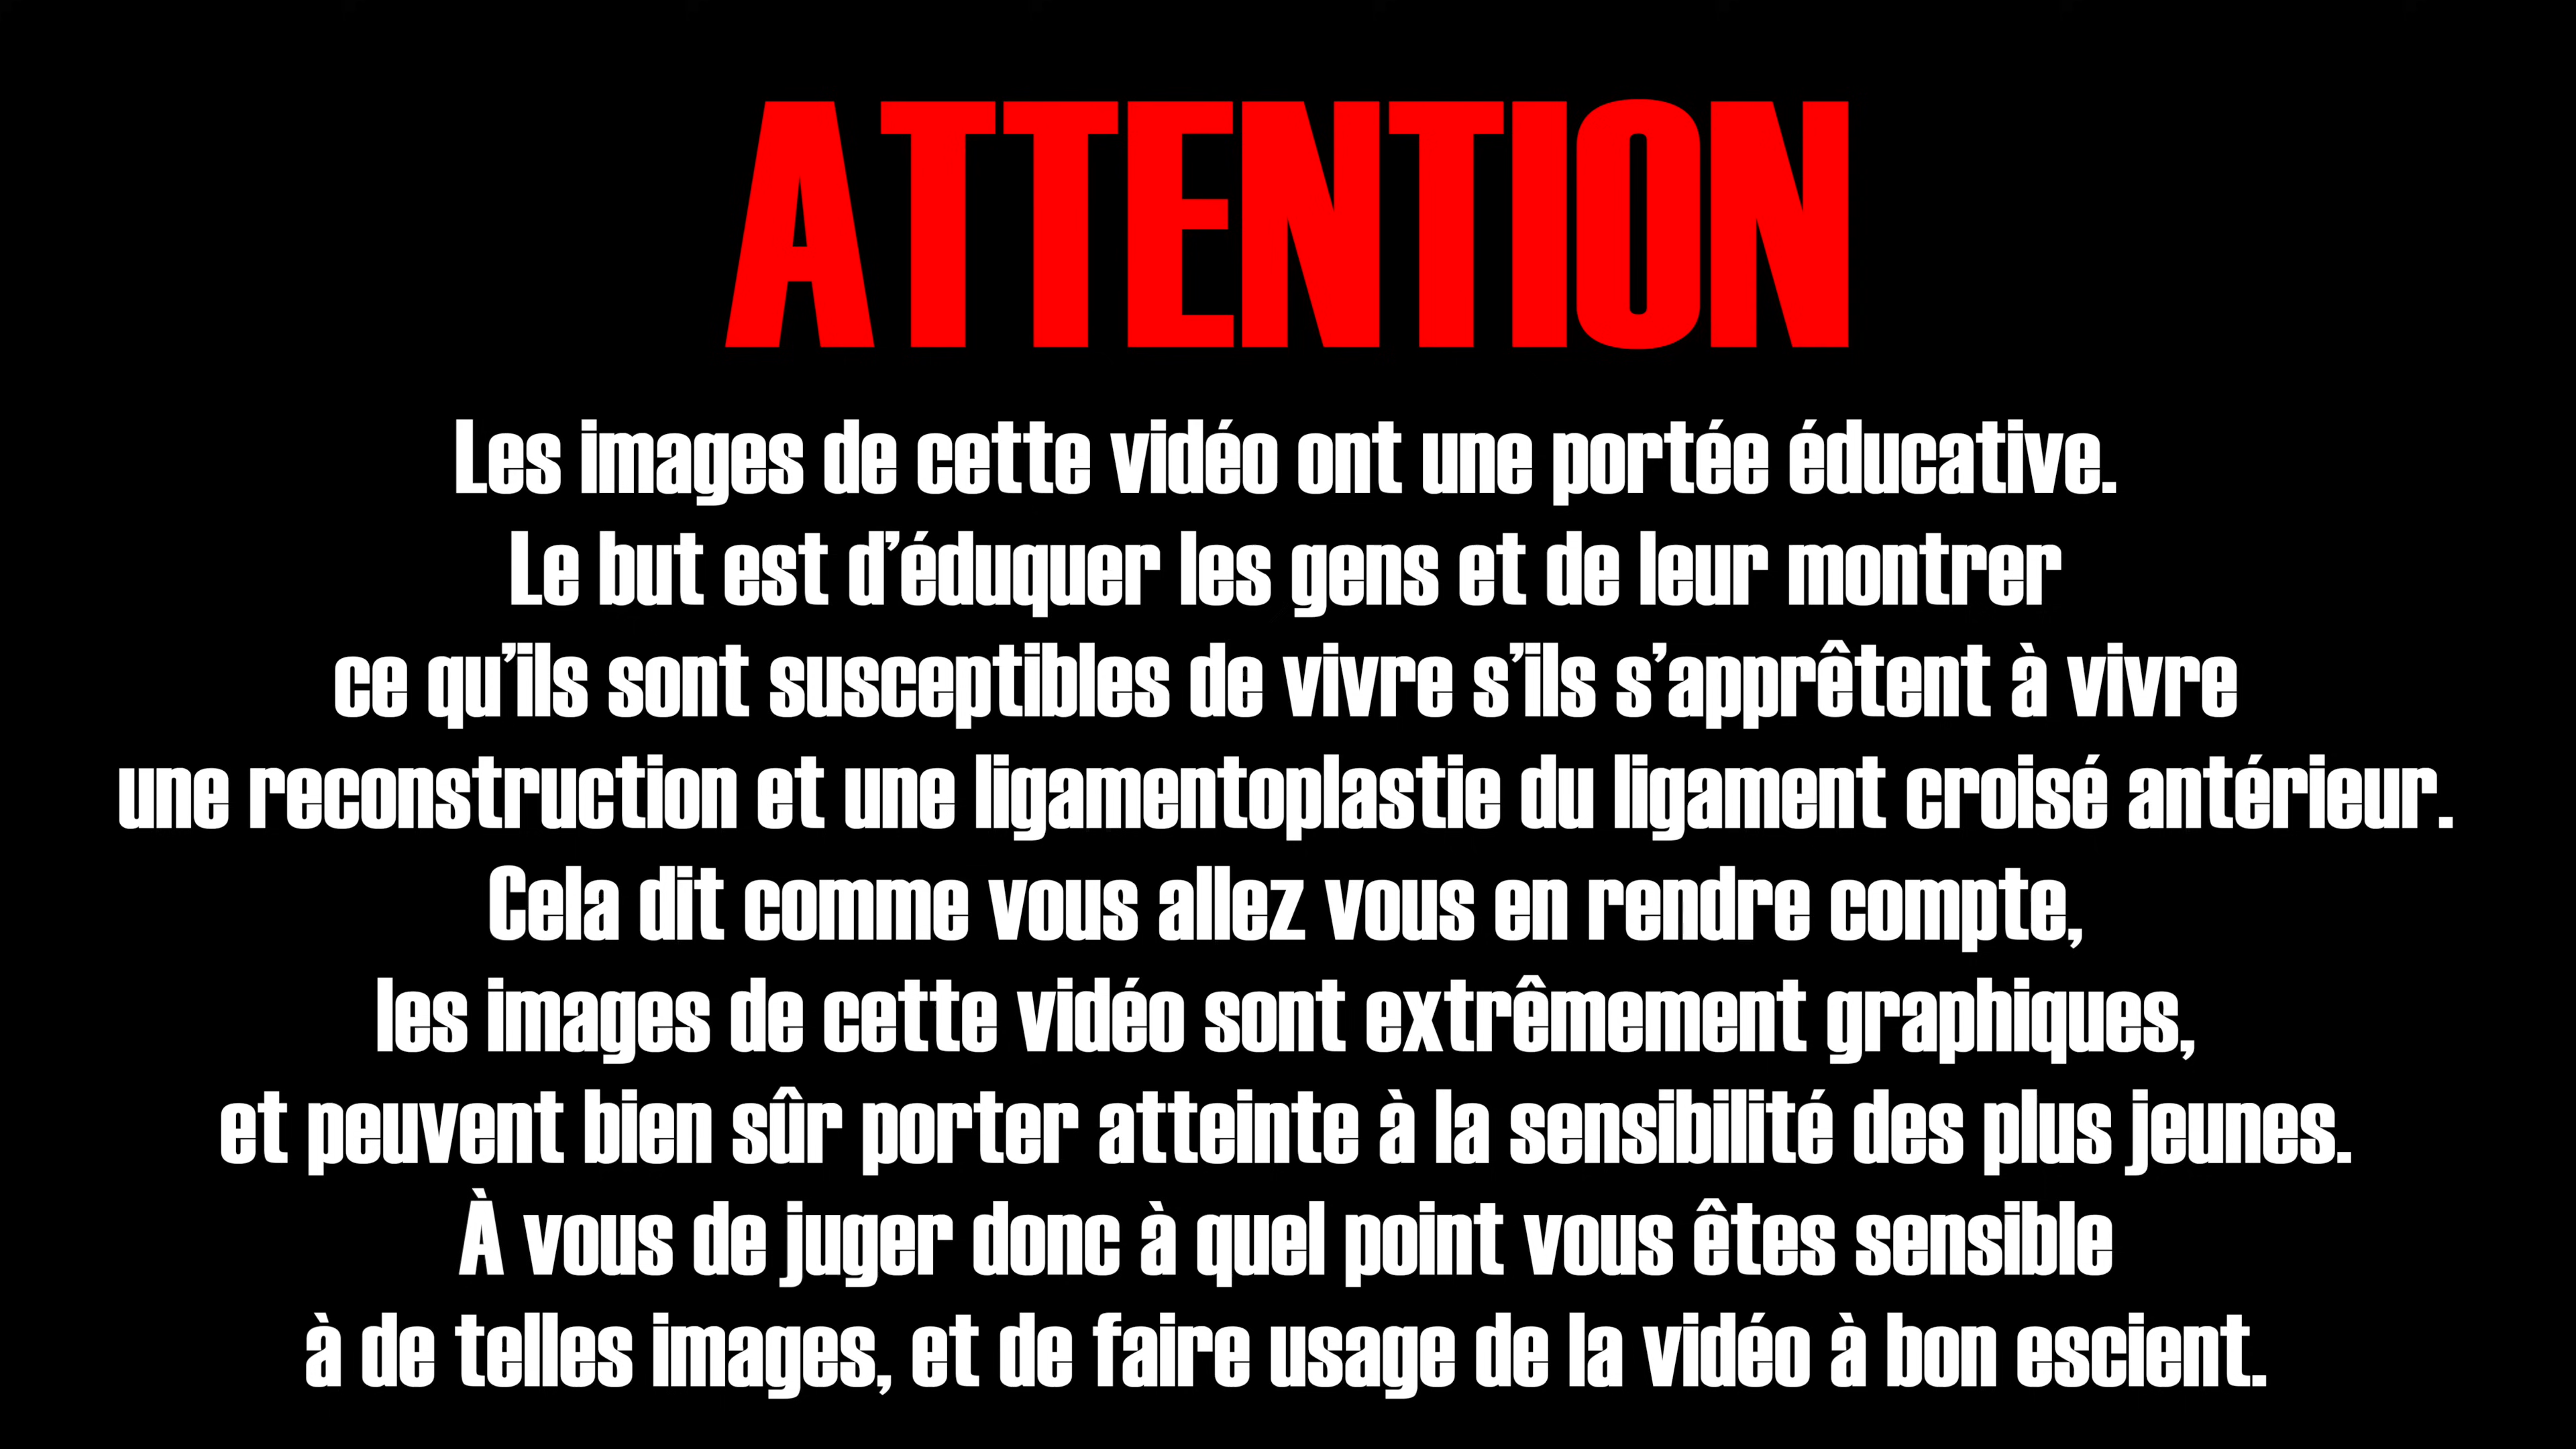 ATTENTION
Les images de cette vidéo ont une portée éducative.
Le but est d’éduquer les gens et de leur montrer
ce qu’ils sont susceptibles de vivre s’ils s’apprêtent à vivre
une reconstruction et une ligamentoplastie du ligament croisé antérieur.
Cela dit comme vous allez vous en rendre compte,
les images de cette vidéo sont extrêmement graphiques,
et peuvent bien sûr porter atteinte à la sensibilité des plus jeunes.
À vous de juger donc à quel point vous êtes sensible
à de telles images, et de faire usage de la vidéo à bon escient.